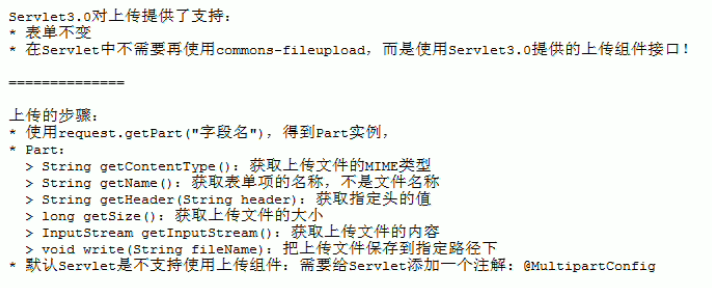 Servlet3.0对上传提供了支持：
* 表单不变
* 在Servlet中不需要再使用commons-fileupload，而是使用Servlet3.0提供的上传组件接口！
==============
上传的步骤：
* 使用request.getPart("字段名")，得到Part实例，
* Part：
> String getContentType()：获取上传文件的MIME类型
> String getName()：获取表单项的名称，不是文件名称
> String getHeader(String header)：获取指定头的值
> long getSize()：获取上传文件的大小
> InputStream getInputStream()：获取上传文件的内容
> void write(String fileName)：把上传文件保存到指定路径下
* 默认Servlet是不支持使用上传组件：需要给Servlet添加一个注解：@MultipartConfig